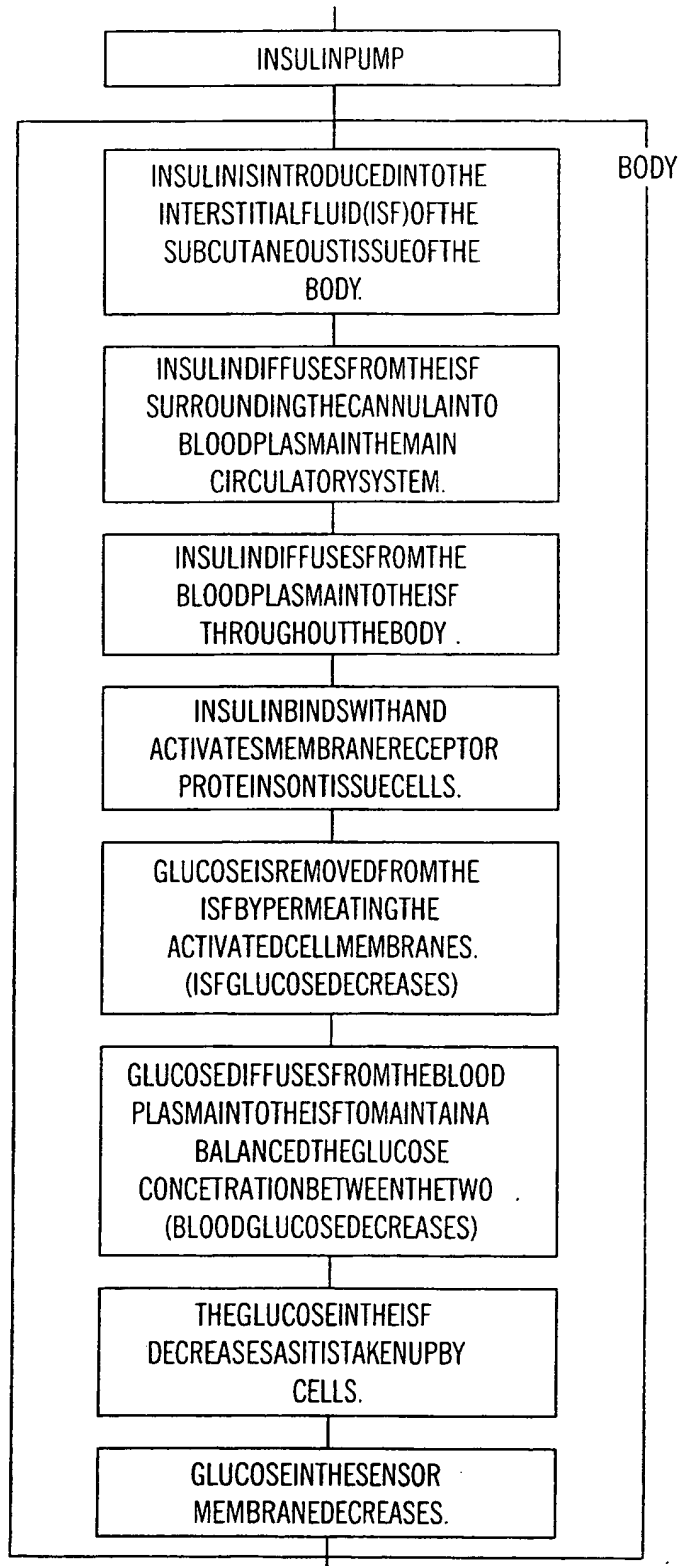 INSULINPUMP
BODY
INSULINISINTRODUCEDINTOTHE
INTERSTITIALFLUID(ISF)OFTHE
SUBCUTANEOUSTISSUEOFTHE
BODY.
INSULINDIFFUSESFROMTHEISF
SURROUNDINGTHECANNULAINTO
BLOODPLASMAINTHEMAIN
CIRCULATORYSYSTEM.
INSULINDIFFUSESFROMTHE
BLOODPLASMAINTOTHEISF
THROUGHOUTTHEBODY .
INSULINBINDSWITHAND
ACTIVATESMEMBRANERECEPTOR
PROTEINSONTISSUECELLS.
GLUCOSEISREMOVEDFROMTHE
ISFBYPERMEATINGTHE
ACTIVATEDCELLMEMBRANES.
(ISFGLUCOSEDECREASES)
GLUCOSEDIFFUSESFROMTHEBLOOD
PLASMAINTOTHEISFTOMAINTAINA
BALANCEDTHEGLUCOSE
CONCETRATIONBETWEENTHETWO .
(BLOODGLUCOSEDECREASES)
THEGLUCOSEINTHEISF
DECREASESASITISTAKENUPBY
CELLS.
GLUCOSEINTHESENSOR
MEMBRANEDECREASES.